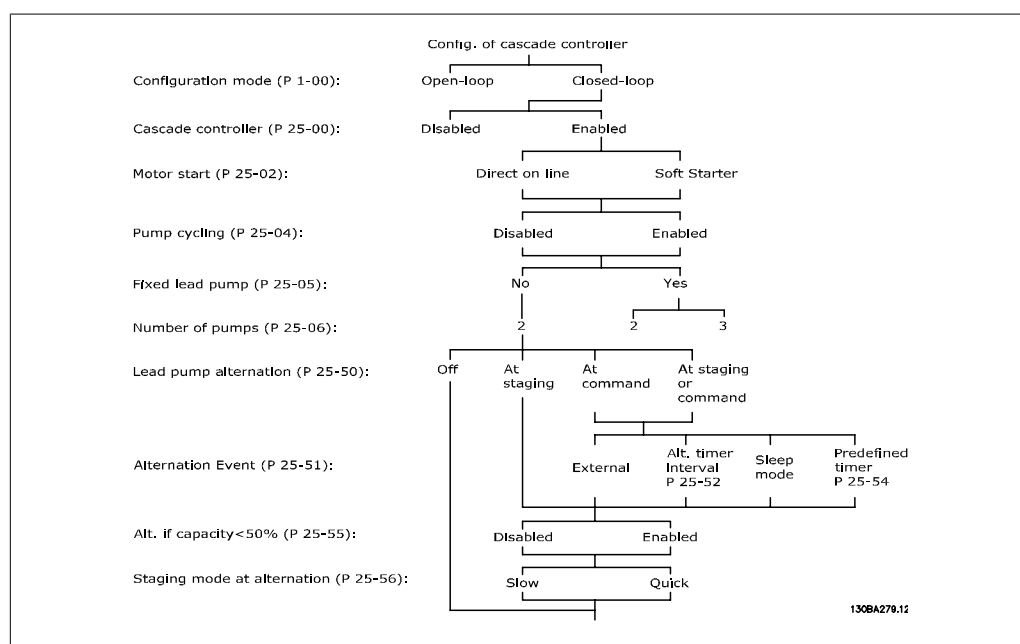 Config. of cascade controller
Configuration mode (P 1-00): Open-loop Closed-loop
Cascade controller (P 25-00): Disabled Enabled
Motor start (P 25-02): Direct on line Soft Starter
Pump cycling (P 25-04): Disabled Enabled
Fixed lead pump (P 25-05): No Yes
Number of pumps (P 25-06): 2 2 3
Lead pump alternation (P 25-50): Off At staging At command At staging or command
Alternation Event (P 25-51): External Alt. timer Interval P 25-52 Sleep mode Predefined timer P 25-54
Alt. if capacity<50% (P 25-55): Disabled Enabled
Staging mode at alternation (P 25-56): Slow Quick
130BA279.12